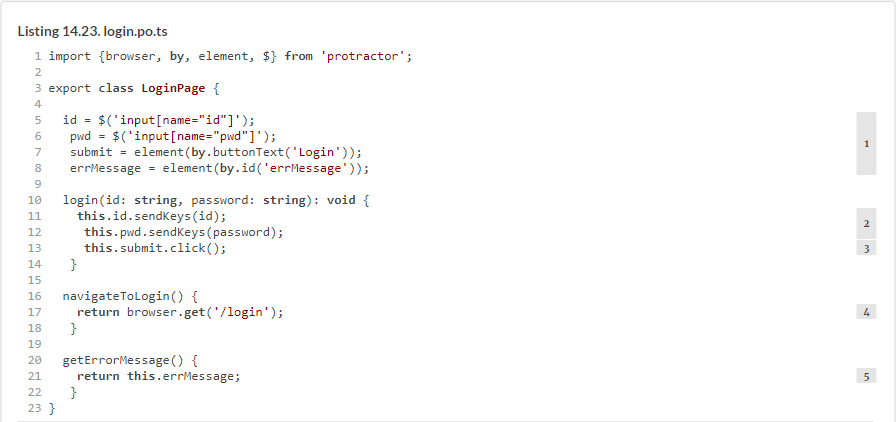 Listing 14.23. login.po.ts
1 import {browser, by, element, $} from 'protractor';
2
3 export class LoginPage {
4
5   id = $('input[name="id"]');
6    pwd = $('input[name="pwd"]');
7    submit = element(by.buttonText('Login'));
8    errMessage = element(by.id('errMessage')); 1
9
10   login(id: string, password: string): void {
11     this.id.sendKeys(id);
12      this.pwd.sendKeys(password); 2
13      this.submit.click(); 3
14    }
15
16   navigateToLogin() {
17     return browser.get('/login'); 4
18    }
19
20   getErrorMessage() {
21     return this.errMessage; 5
22    }
23 }